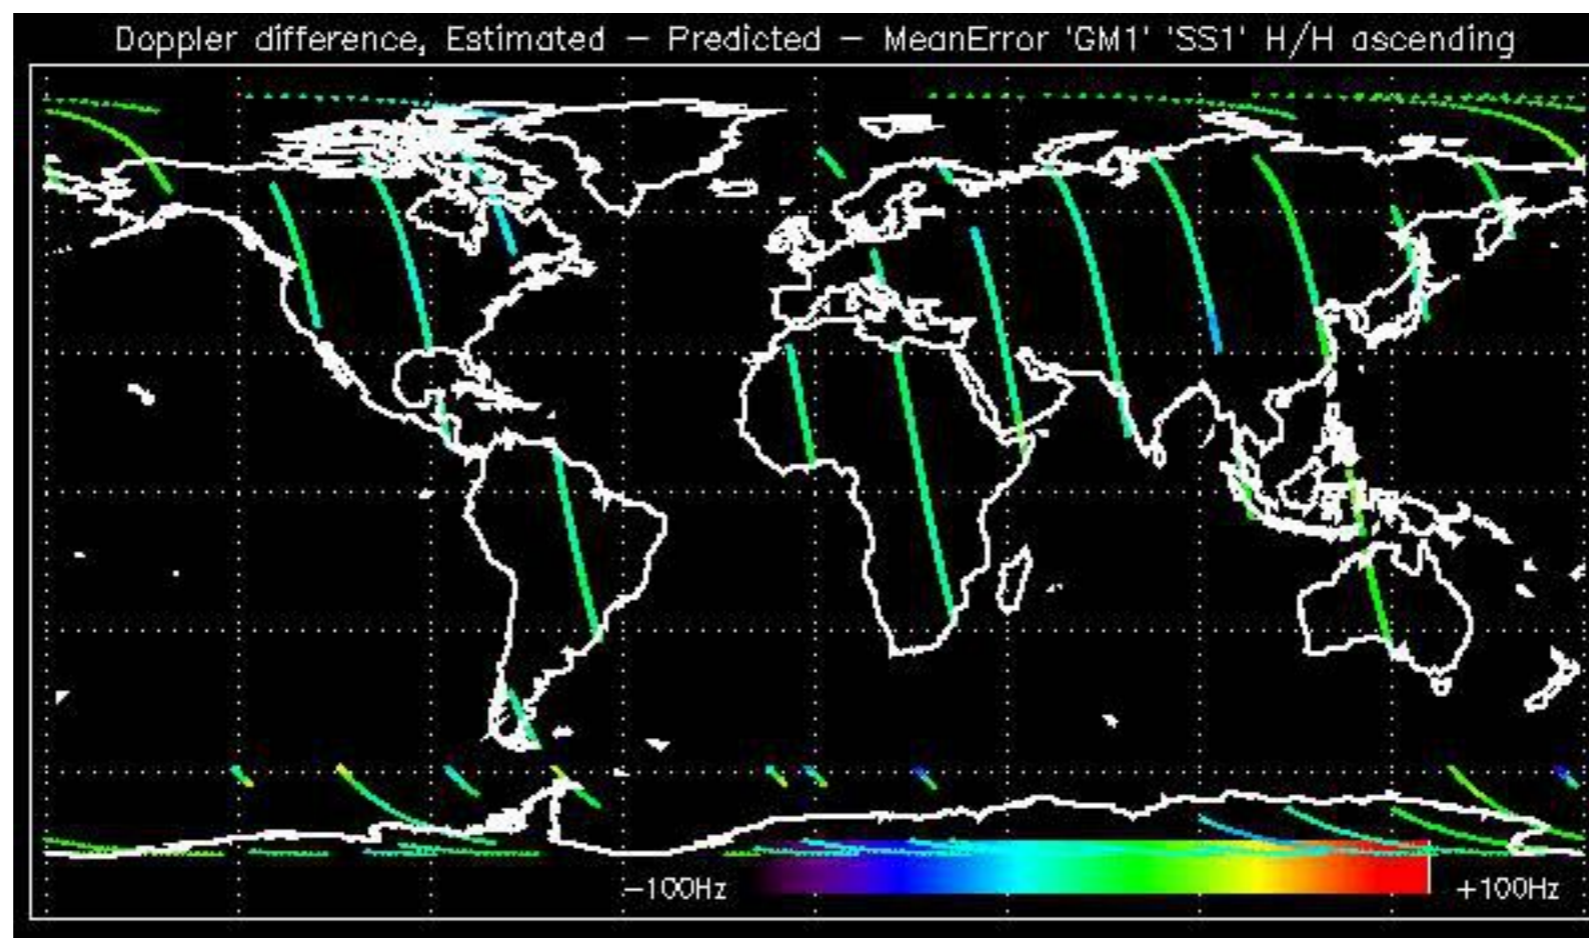 Doppler difference, Estimated — Predicted — MeanError 'GM1' 'SS1' H/H ascending
−100Hz
+100Hz